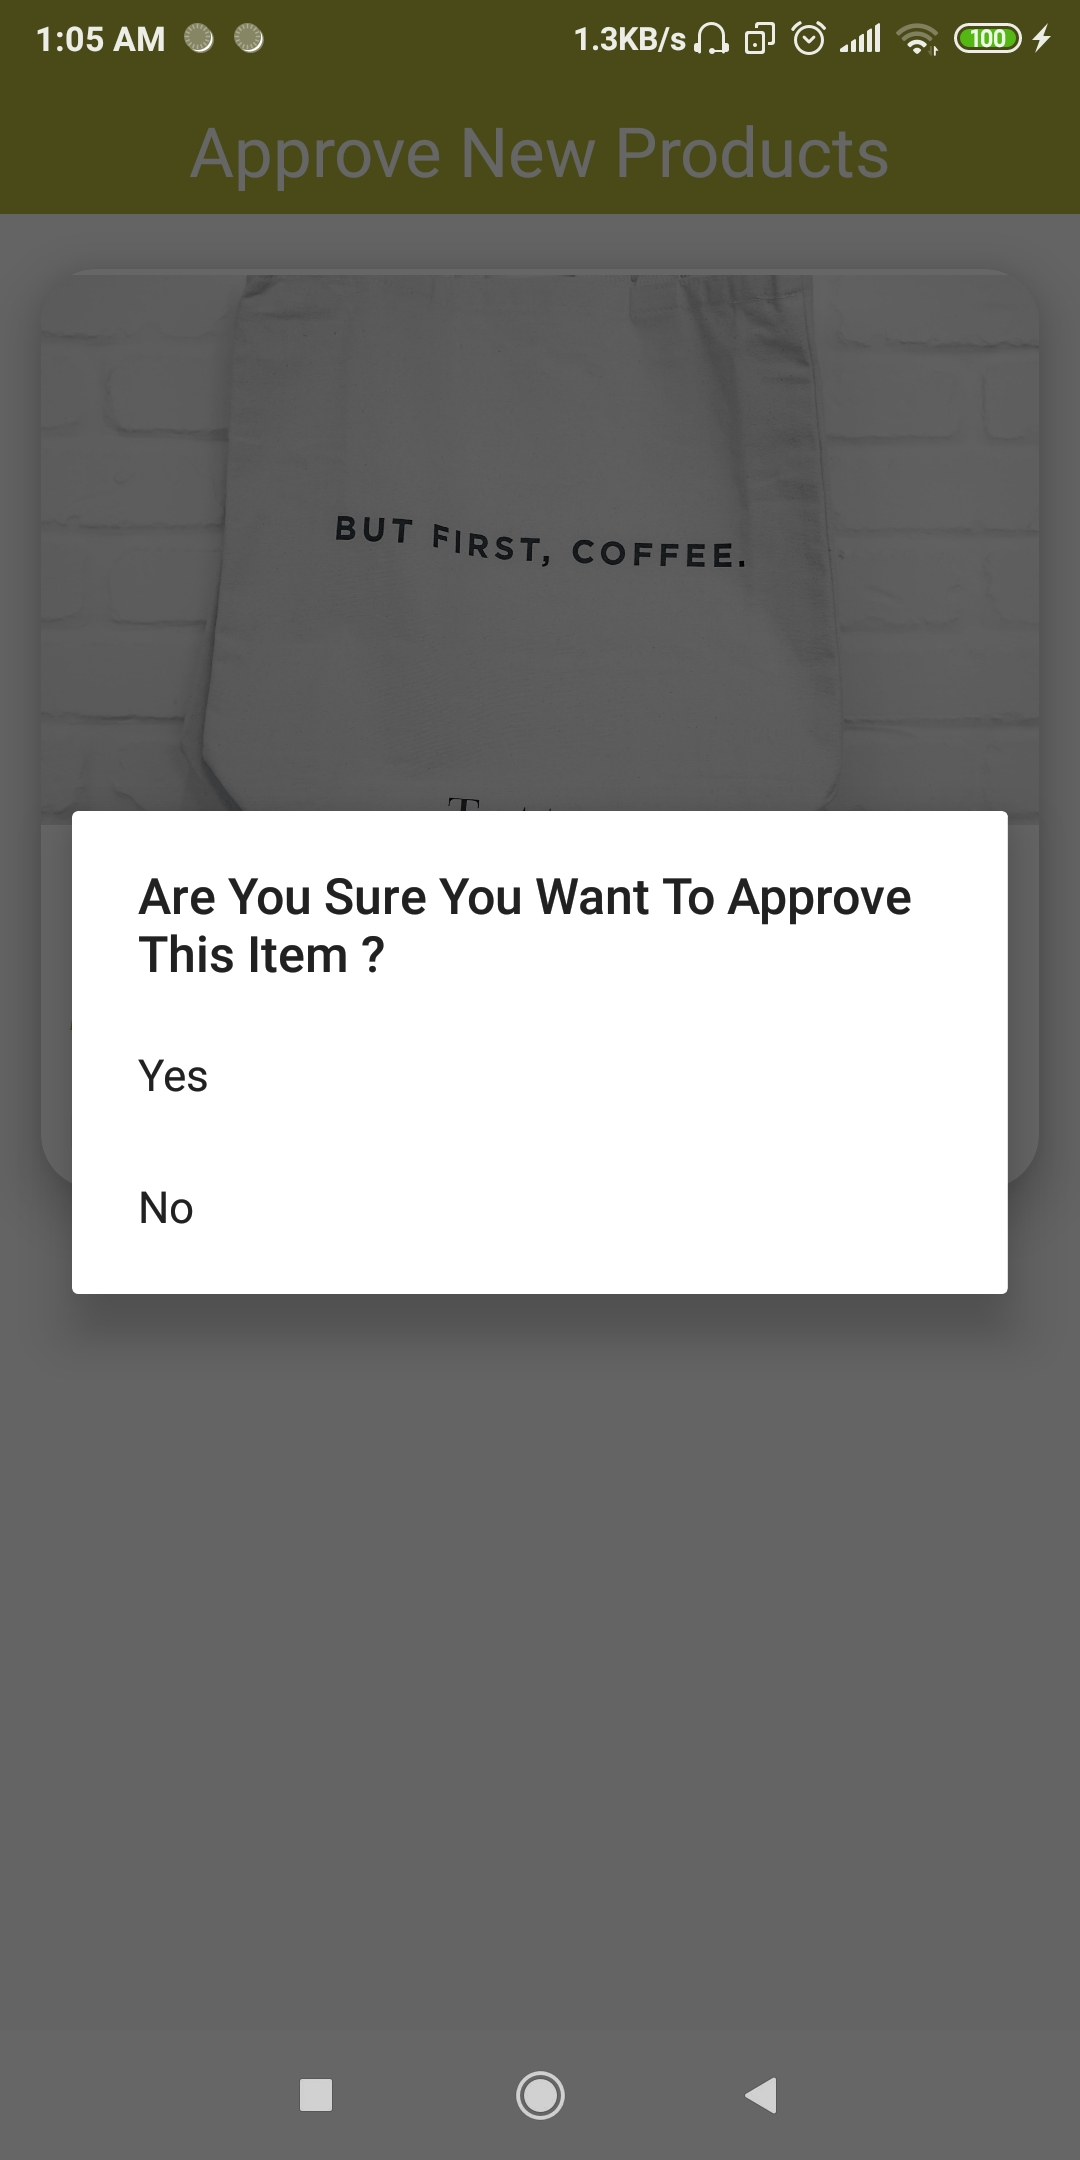 1:05 AM 1.3KB/s 100
Approve New Products
BUT FIRST, COFFEE.
Are You Sure You Want To Approve
This Item ?
Yes
No